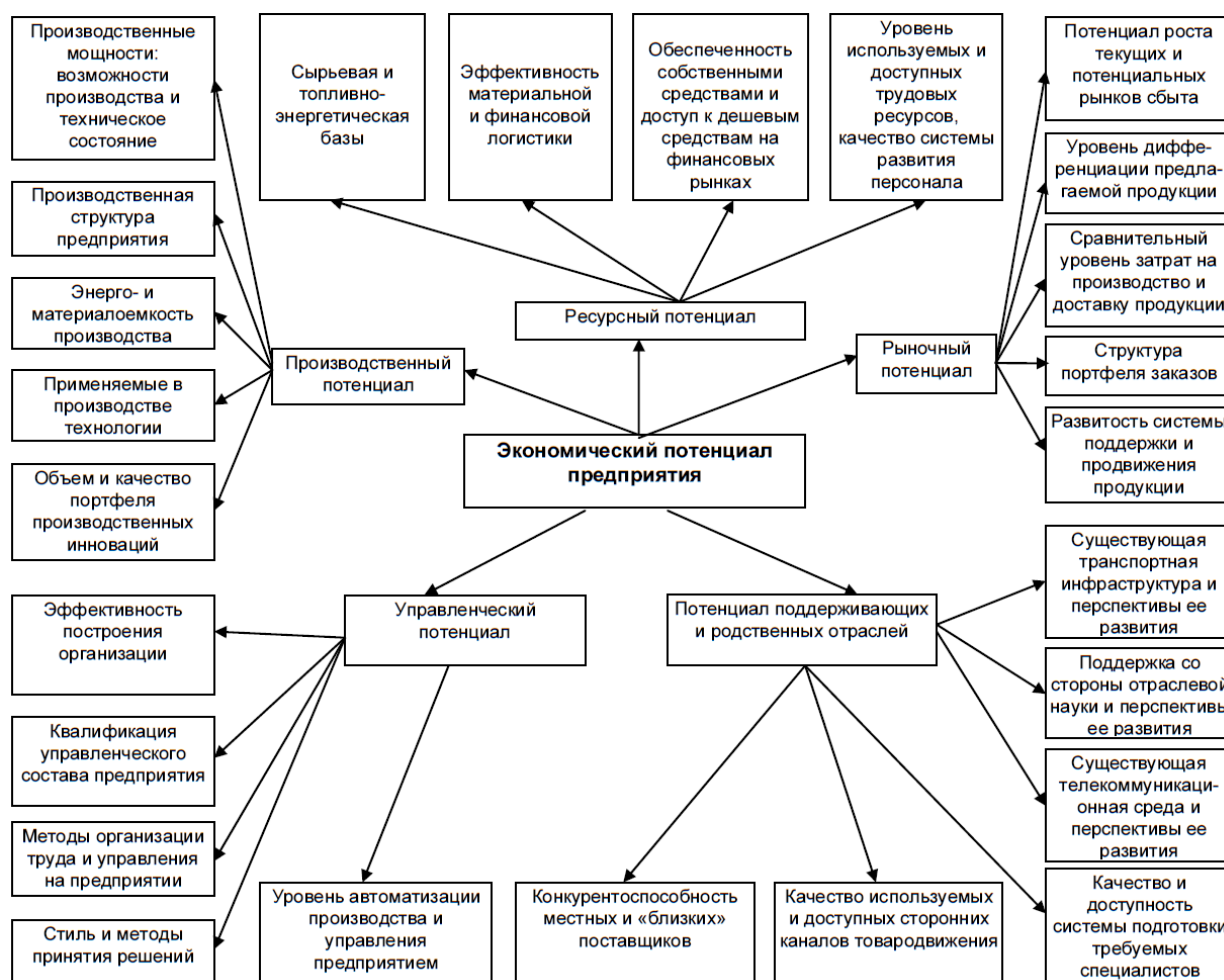 Производственные
мощности:
возможности
производства и
техническое
состояние
Сырьевая и
топливно-
энергетическая
базы
Эффективность
материальной
и финансовой
логистики
Обеспеченность
собственными
средствами и
доступ к дешевым
средствам на
финансовых
рынках
Уровень
используемых и
доступных
трудовых
ресурсов,
качество системы
развития
персонала
Потенциал роста
текущих и
потенциальных
рынков сбыта
Производственная
структура
предприятия
Уровень диффе-
ренциации предла-
гаемой продукции
Энерго- и
материалоемкость
производства
Сравнительный
уровень затрат на
производство и
доставку продукции
Ресурсный потенциал
Производственный
потенциал
Рыночный
потенциал
Структура
портфеля заказов
Применяемые в
производстве
технологии
Развитость системы
поддержки и
продвижения
продукции
Экономический потенциал
предприятия
Объем и качество
портфеля
производственных
инноваций
Существующая
транспортная
инфраструктура и
перспективы ее
развития
Эффективность
построения
организации
Управленческий
потенциал
Потенциал поддерживающих
и родственных отраслей
Поддержка со
стороны отраслевой
науки и перспективы
ее развития
Квалификация
управленческого
состава предприятия
Существующая
телекоммуникаци-
онная среда и
перспективы ее
развития
Методы организации
труда и управления
на предприятии
Стиль и методы
принятия решений
Уровень автоматизации
производства и
управления
предприятием
Конкурентоспособность
местных и «близких»
поставщиков
Качество используемых
и доступных сторонних
каналов товародвижения
Качество и
доступность
системы подготовки
требуемых
специалистов